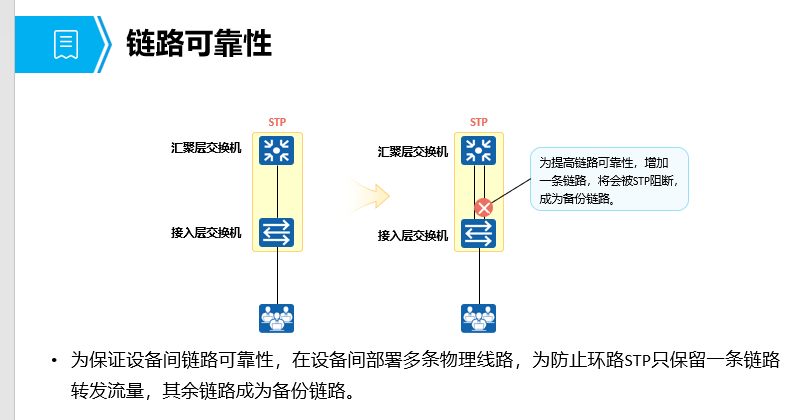 链路可靠性
STP
汇聚层交换机
接入层交换机
STP
汇聚层交换机
接入层交换机
为提高链路可靠性，增加
一条链路，将会被STP阻断，
成为备份链路。
• 为保证设备间链路可靠性，在设备间部署多条物理线路，为防止环路STP只保留一条链路
转发流量，其余链路成为备份链路。